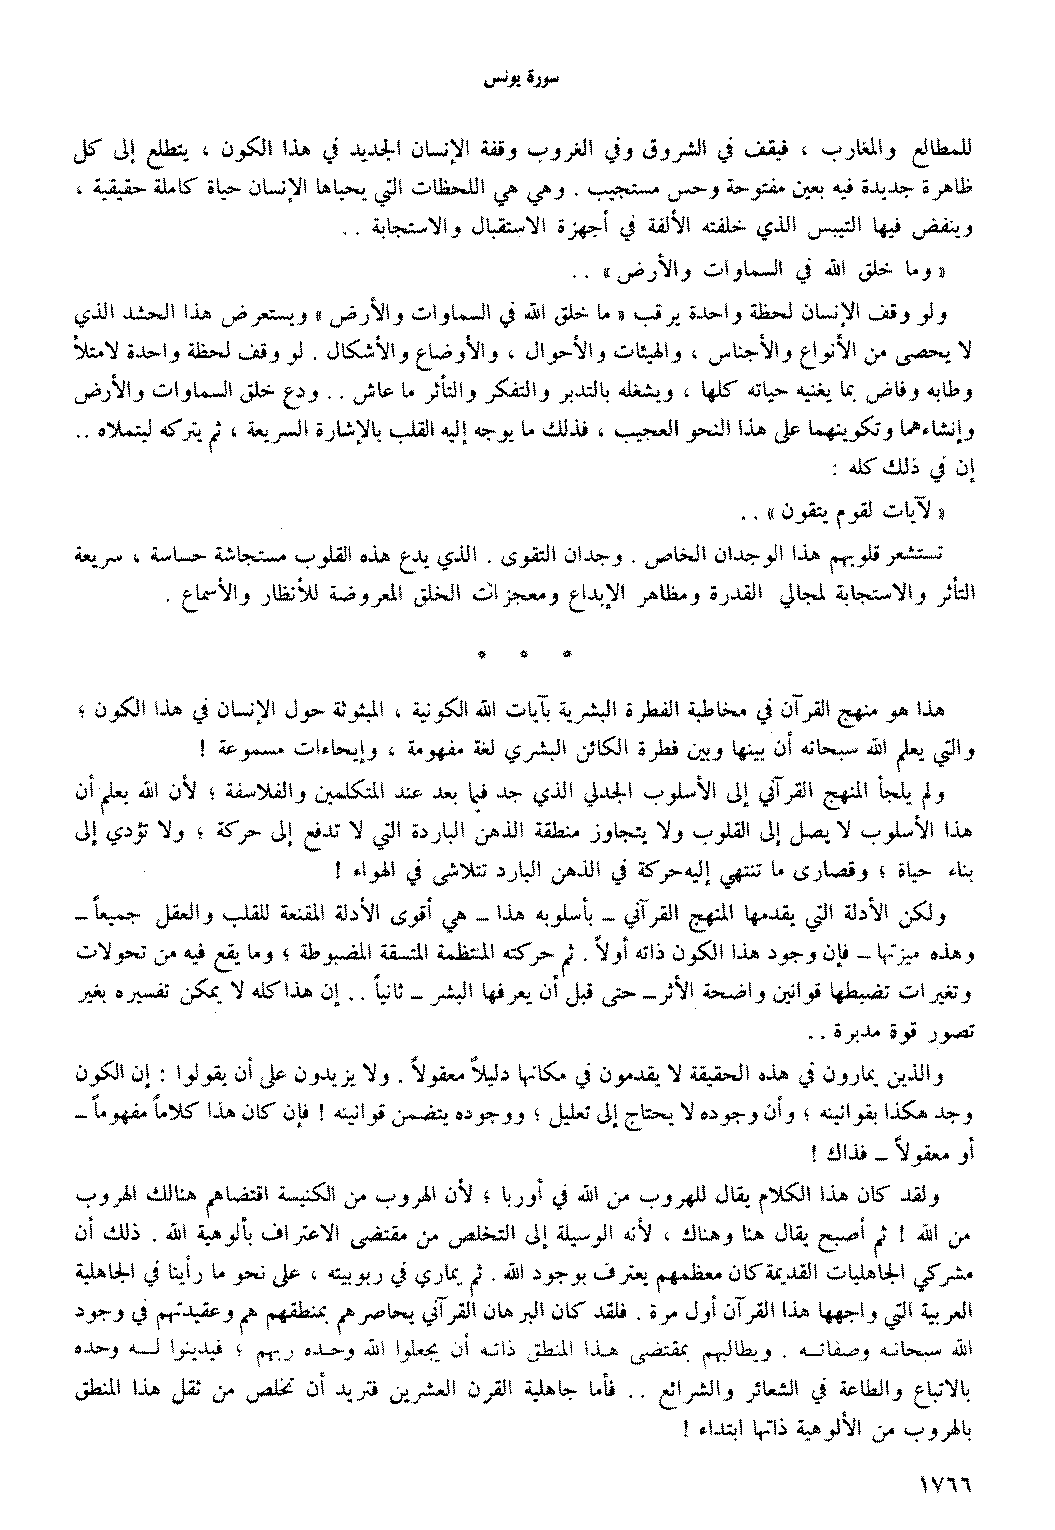 سورة يونس
للمطالع والمغارب ، فيقف في الشروق وفي الغروب وقفة الإنسان الجديد في هذا الكون ، يتطلع إلى كل
ظاهرة جديدة فيه بعين مفتوحة وحس مستجيب . وهي هي اللحظات التي يحياها الإنسان حياة كاملة حقيقية ،
وينفض فيها التيبس الذي خلفته الألفة في أجهزة الاستقبال والاستجابة ..
« وما خلق الله في السماوات والأرض » ..
ولو وقف الإنسان لحظة واحدة يرقب « ما خلق الله في السماوات والأرض » ويستعرض هذا الحشد الذي
لا يحصى من الأنواع والأجناس ، والهيئات والأحوال ، والأوضاع والأشكال . لو وقف لحظة واحدة لامتلأ
وطابه وفاض بما يغنيه حياته كلها ، ويشغله بالتدبر والتفكر والتأثر ما عاش .. ودع خلق السماوات والأرض
وإنشاءهما وتكوينهما على هذا النحو العجيب ، فذلك ما يوجه إليه القلب بالإشارة السريعة ، ثم يتركه ليتملاه ..
إن في ذلك كله :
« لآيات لقوم يتقون » ..
تستشعر قلوبهم هذا الوجدان الخاص . وجدان التقوى . الذي يدع هذه القلوب مستجاشة حساسة ، سريعة
التأثر والاستجابة لمجالي القدرة ومظاهر الإبداع ومعجزات الخلق المعروضة للأنظار والأسماع .
* * *
هذا هو منهج القرآن في مخاطبة الفطرة البشرية بآيات الله الكونية ، المبثوثة حول الإنسان في هذا الكون ؛
والتي يعلم الله سبحانه أن بينها وبين فطرة الكائن البشري لغة مفهومة ، وإيحاءات مسموعة !
ولم يلجأ المنهج القرآني إلى الأسلوب الجدلي الذي جد فيما بعد عند المتكلمين والفلاسفة ؛ لأن الله يعلم أن
هذا الأسلوب لا يصل إلى القلوب ولا يتجاوز منطقة الذهن الباردة التي لا تدفع إلى حركة ؛ ولا تؤدي إلى
بناء حياة ؛ وقصارى ما تنتهي إليه حركة في الذهن البارد تتلاشى في الهواء !
ولكن الأدلة التي يقدمها المنهج القرآني – بأسلوبه هذا – هي أقوى الأدلة المقنعة للقلب والعقل جميعاً –
وهذه ميزتها – فإن وجود هذا الكون ذاته أولاً . ثم حركته المنتظمة المتسقة المضبوطة ؛ وما يقع فيه من تحولات
وتغيرات تضبطها قوانين واضحة الأثر – حتى قبل أن يعرفها البشر – ثانياً .. إن هذا كله لا يمكن تفسيره بغير
تصور قوة مدبرة ..
والذين يمارون في هذه الحقيقة لا يقدمون في مكانها دليلاً معقولاً . ولا يزيدون على أن يقولوا : إن الكون
وجد هكذا بقوانينه ؛ وأن وجوده لا يحتاج إلى تعليل ؛ ووجوده يتضمن قوانينه ! فإن كان هذا كلاماً مفهوماً –
أو معقولاً – فذاك !
ولقد كان هذا الكلام يقال للهروب من الله في أوربا ؛ لأن الهروب من الكنيسة اقتضاهم هنالك الهروب
من الله ! ثم أصبح يقال هنا وهناك ، لأنه الوسيلة إلى التخلص من مقتضى الاعتراف بألوهية الله . ذلك أن
مشركي الجاهليات القديمة كان معظمهم يعترف بوجود الله . ثم يماري في ربوبيته ، على نحو ما رأينا في الجاهلية
العربية التي واجهها هذا القرآن أول مرة . فلقد كان البرهان القرآني يحاصرهم بمنطقهم هم وعقيدتهم في وجود
الله سبحانه وصفاته . ويطالبهم بمقتضى هذا المنطق ذاته أن يجعلوا الله وحده ربهم ؛ فيدينوا له وحده
بالاتباع والطاعة في الشعائر والشرائع .. فأما جاهلية القرن العشرين فتريد أن تخلص من ثقل هذا المنطق
بالهروب من الألوهية ذاتها ابتداء !
١٧٦٦